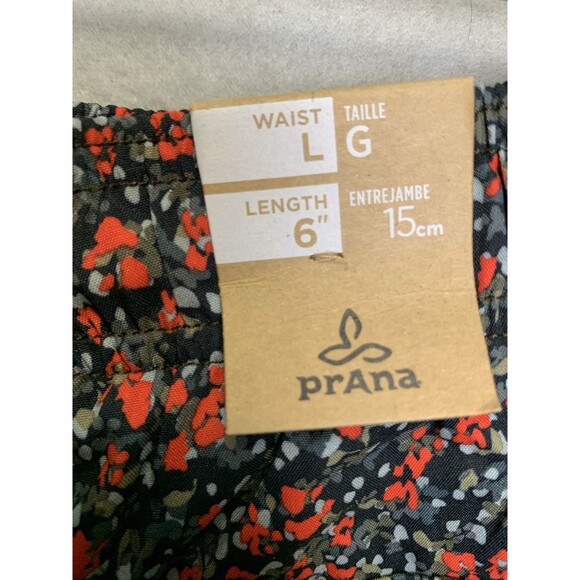 WAIST TAILLE
L G
LENGTH ENTREJAMBE
6" 15cm
prAna